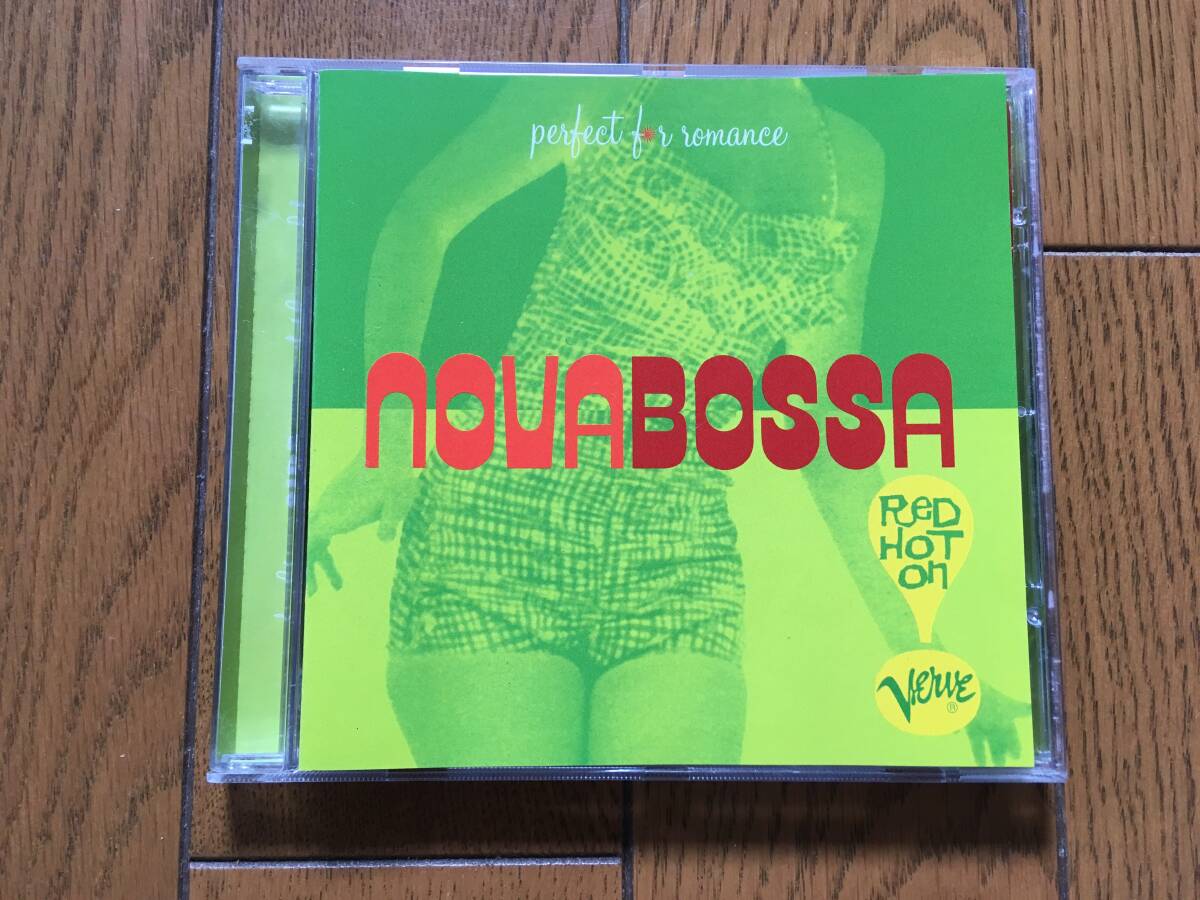 perfect for romance
NOVABOSSA
RED
HOT
On
Verve
®